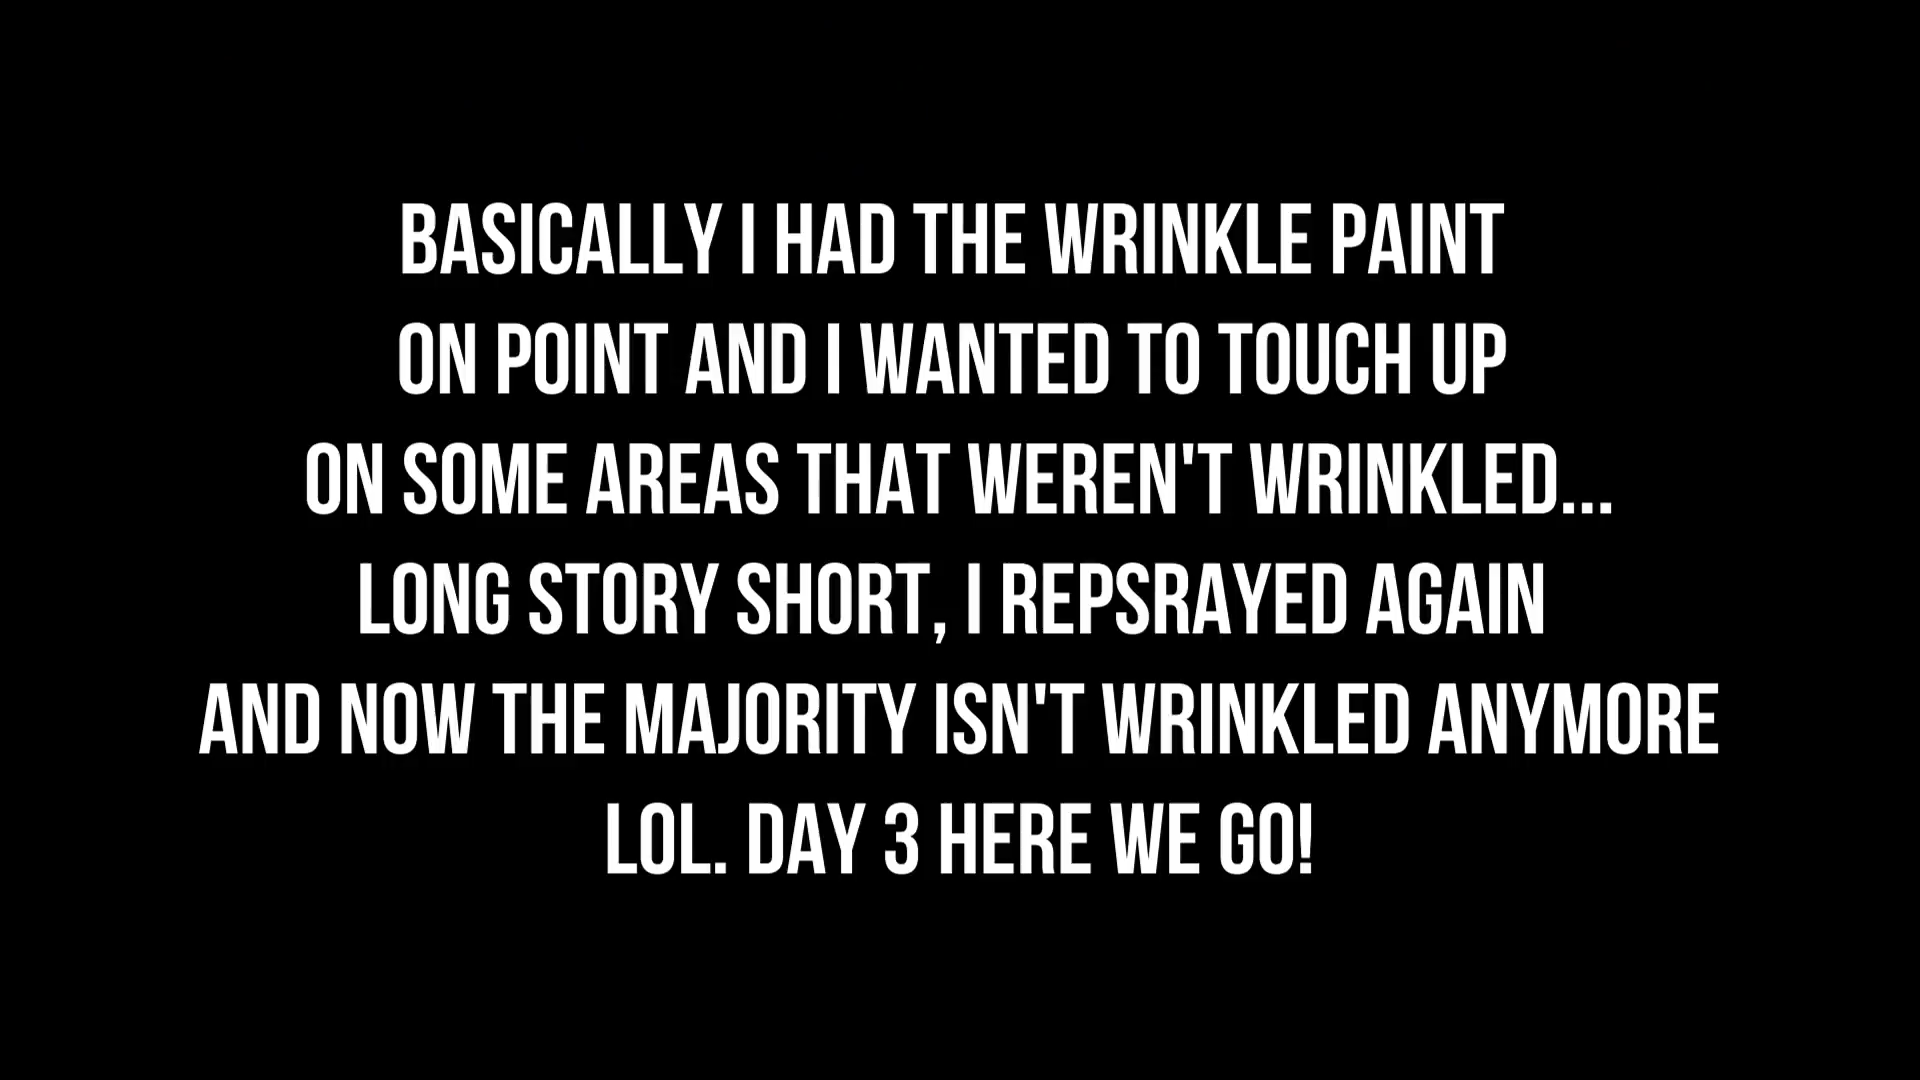 BASICALLY I HAD THE WRINKLE PAINT
ON POINT AND I WANTED TO TOUCH UP
ON SOME AREAS THAT WEREN'T WRINKLED...
LONG STORY SHORT, I REPSRAYED AGAIN
AND NOW THE MAJORITY ISN'T WRINKLED ANYMORE
LOL. DAY 3 HERE WE GO!